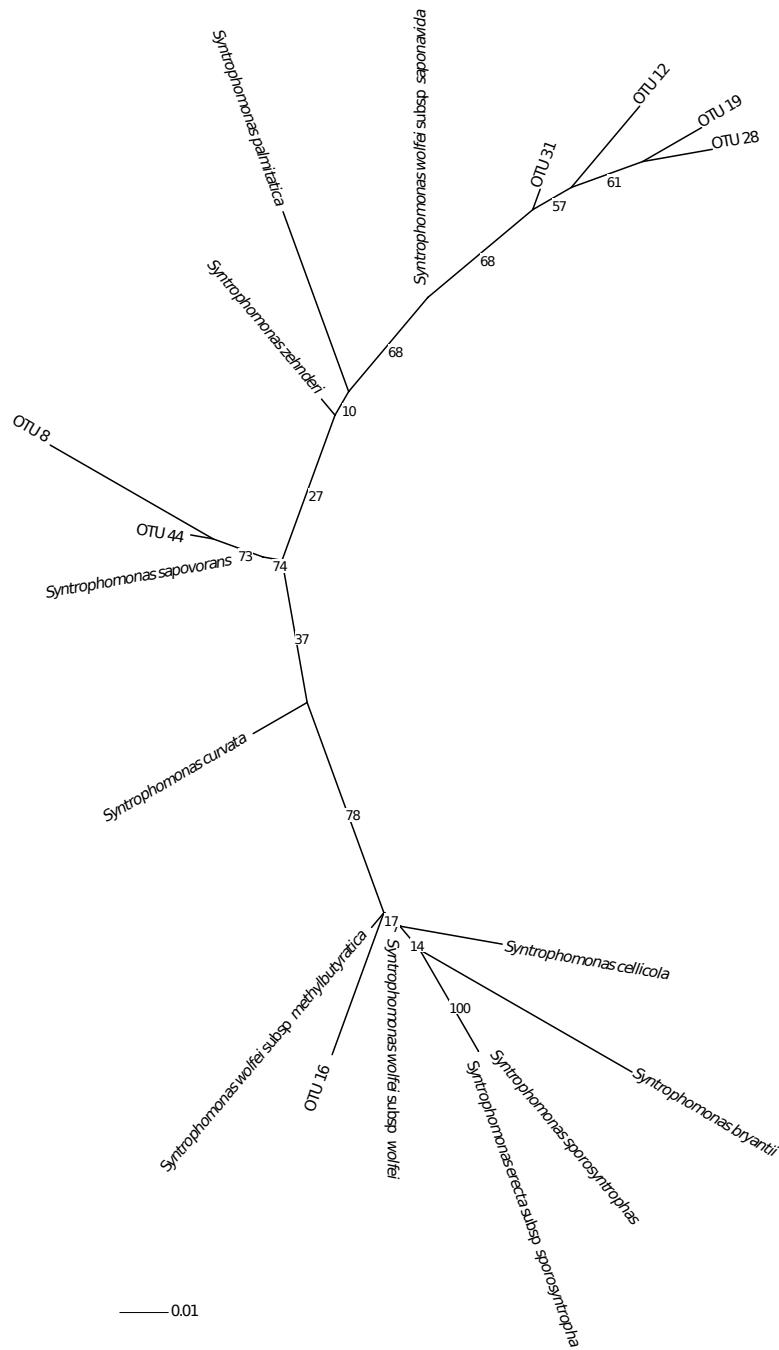 Syntrophomonas palmitatica
Syntrophomonas wolfei subsp saponavida
OTU 12
OTU 19
OTU 28
OTU 31
61
57
68
Syntrophomonas zehnderi
68
10
OTU 8
27
OTU 44
73
74
Syntrophomonas sapovorans
37
Syntrophomonas curvata
78
17
14
Syntrophomonas cellicola
100
Syntrophomonas wolfei subsp methylbutyratica
OTU 16
Syntrophomonas wolfei subsp wolfei
Syntrophomonas bryantii
Syntrophomonas sporosyntrophas
Syntrophomonas erecta subsp sporosyntropha
0.01